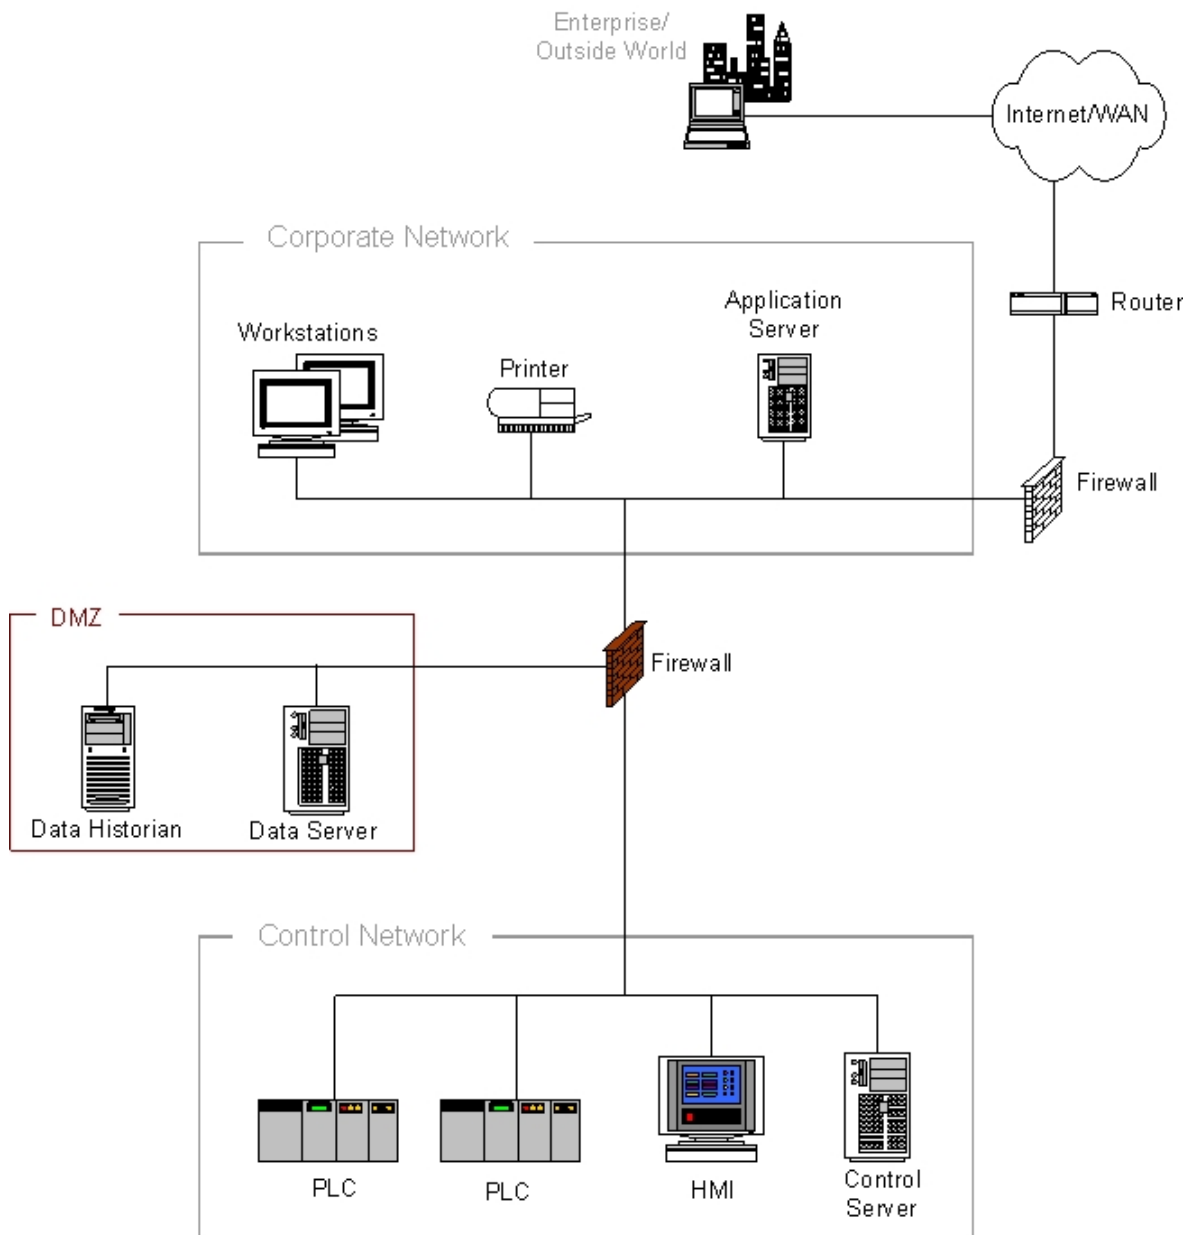 Enterprise/
Outside World
Internet/WAN
Corporate Network
Application
Server
Router
Workstations
Printer
Firewall
DMZ
Firewall
Data Historian
Data Server
Control Network
PLC
PLC
HMI
Control
Server